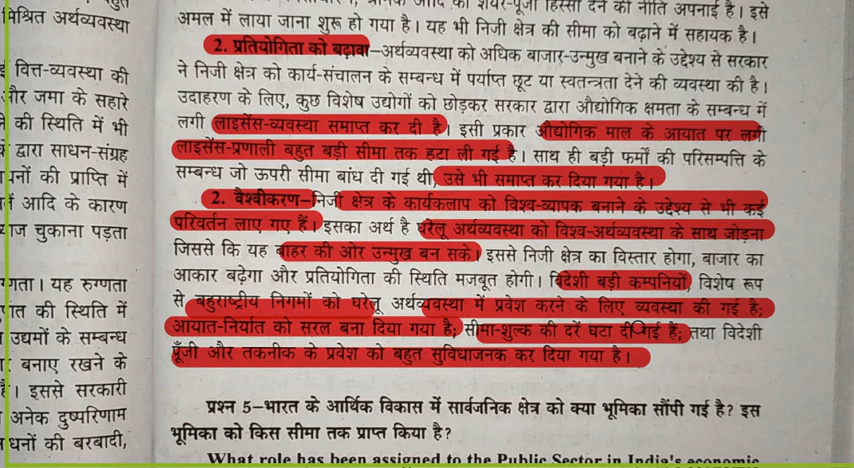 मिश्रित अर्थव्यवस्था
वित्त-व्यवस्था की
और जमा के सहारे
की स्थिति में भी
द्वारा साधन-संग्रह
की प्राप्ति में
आदि के कारण
चुकाना पड़ता
यह रुग्णता
की स्थिति में
उद्यमों के सम्बन्ध
बनाए रखने के
इससे सरकारी
अनेक दुष्परिणाम
की बरबादी,
शेयर-पूँजी हिस्सा देने की नीति अपनाई है। इसे
अमल में लाया जाना शुरू हो गया है। यह भी निजी क्षेत्र की सीमा को बढ़ाने में सहायक है।
2. प्रतियोगिता को बढ़ावा–अर्थव्यवस्था को अधिक बाजार-उन्मुख बनाने के उद्देश्य से सरकार
ने निजी क्षेत्र को कार्य-संचालन के सम्बन्ध में पर्याप्त छूट या स्वतन्त्रता देने की व्यवस्था की है।
उदाहरण के लिए, कुछ विशेष उद्योगों को छोड़कर सरकार द्वारा औद्योगिक क्षमता के सम्बन्ध में
लगी लाइसेंस-व्यवस्था समाप्त कर दी है। इसी प्रकार औद्योगिक माल के आयात पर लगी
लाइसेंस-प्रणाली बहुत बड़ी सीमा तक हटा ली गई है। साथ ही बड़ी फर्मों की परिसम्पत्ति के
सम्बन्ध जो ऊपरी सीमा बांध दी गई थी, उसे भी समाप्त कर दिया गया है।
2. वैश्वीकरण–निजी क्षेत्र के कार्यकलाप को विश्व-व्यापक बनाने के उद्देश्य से भी कई
परिवर्तन लाए गए हैं। इसका अर्थ है घरेलू अर्थव्यवस्था को विश्व-अर्थव्यवस्था के साथ जोड़ना
जिससे कि यह बाहर की ओर उन्मुख बन सके। इससे निजी क्षेत्र का विस्तार होगा, बाजार का
आकार बढ़ेगा और प्रतियोगिता की स्थिति मजबूत होगी। विदेशी बड़ी कम्पनियों, विशेष रूप
से बहुराष्ट्रीय निगमों को घरेलू अर्थव्यवस्था में प्रवेश करने के लिए व्यवस्था की गई है;
आयात-निर्यात को सरल बना दिया गया है; सीमा-शुल्क की दरें घटा दी गई हैं; तथा विदेशी
पूँजी और तकनीक के प्रवेश को बहुत सुविधाजनक कर दिया गया है।
प्रश्न 5–भारत के आर्थिक विकास में सार्वजनिक क्षेत्र को क्या भूमिका सौंपी गई है? इस
भूमिका को किस सीमा तक प्राप्त किया है?
What role has been assigned to the Public Sector in India's economic